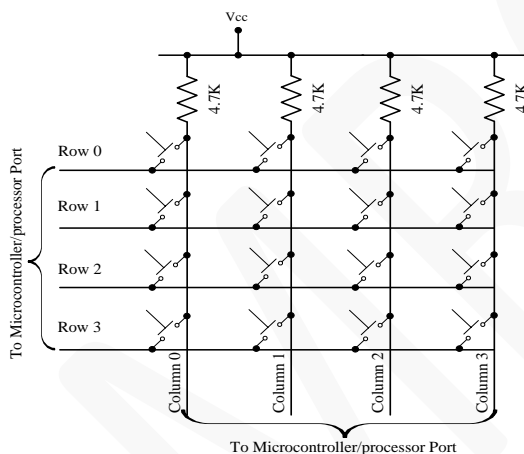 Vcc
4.7K
4.7K
4.7K
4.7K
Row 0
Row 1
Row 2
Row 3
To Microcontroller/processor Port
Column 0
Column 1
Column 2
Column 3
To Microcontroller/processor Port